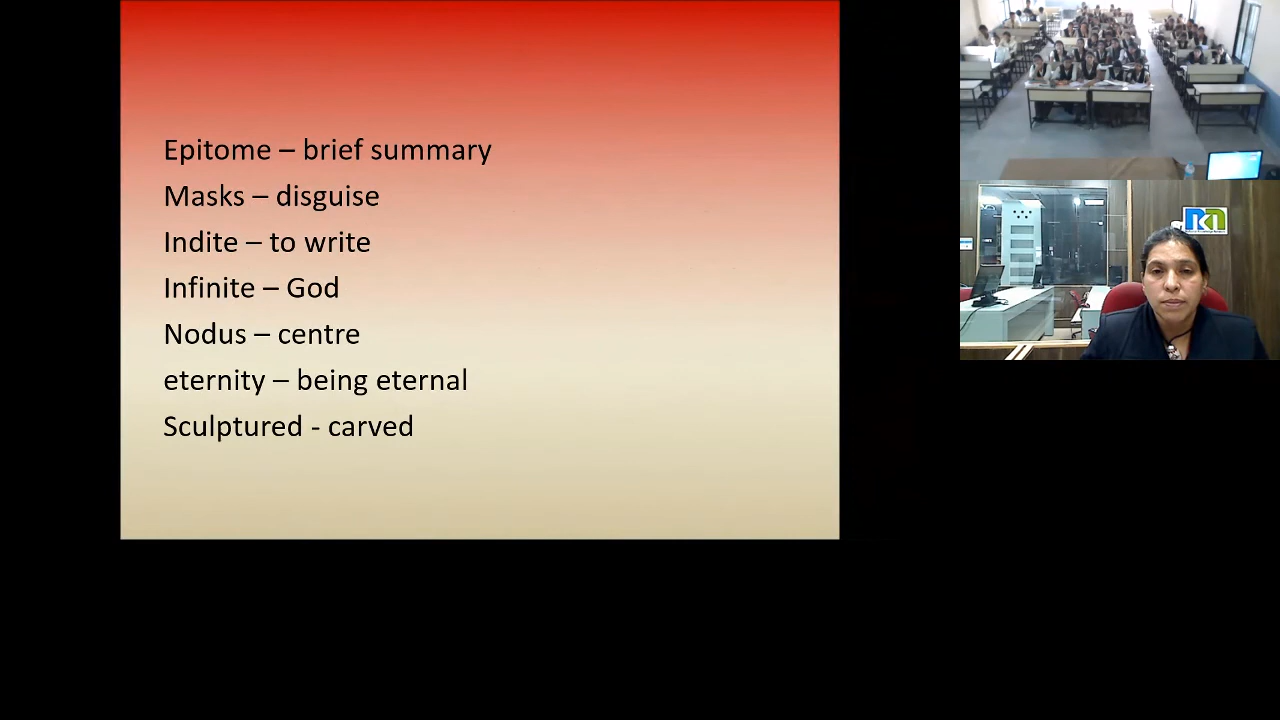 Epitome – brief summary
Masks – disguise
Indite – to write
Infinite – God
Nodus – centre
eternity – being eternal
Sculptured - carved